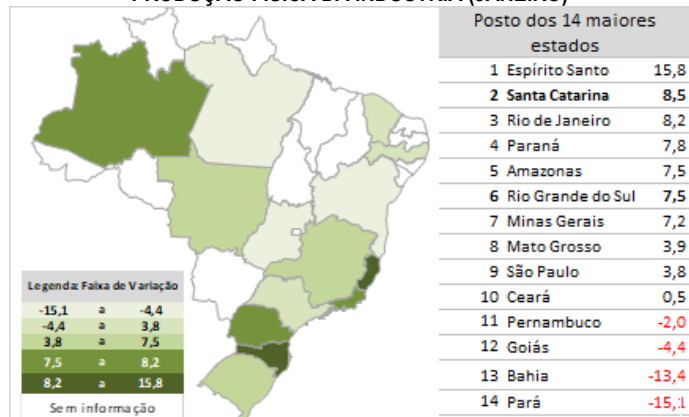 Posto dos 14 maiores
estados
1 Espírito Santo 15,8
2 Santa Catarina 8,5
3 Rio de Janeiro 8,2
4 Paraná 7,8
5 Amazonas 7,5
6 Rio Grande do Sul 7,5
7 Minas Gerais 7,2
8 Mato Grosso 3,9
9 São Paulo 3,8
10 Ceará 0,5
11 Pernambuco -2,0
12 Goiás -4,4
13 Bahia -13,4
14 Pará -15,1
Legenda: Faixa de Variação
-15,1 a -4,4
-4,4 a 3,8
3,8 a 7,5
7,5 a 8,2
8,2 a 15,8
Sem informação